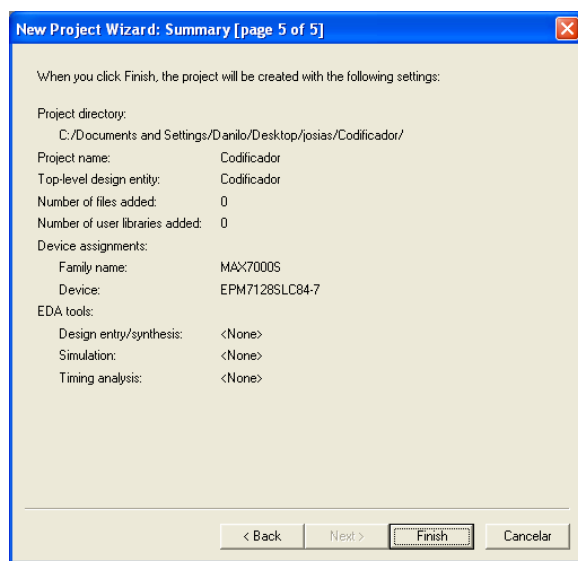 New Project Wizard: Summary [page 5 of 5]
When you click Finish, the project will be created with the following settings:
Project directory:
C:/Documents and Settings/Danilo/Desktop/josias/Codificador/
Project name: Codificador
Top-level design entity: Codificador
Number of files added: 0
Number of user libraries added: 0
Device assignments:
Family name: MAX7000S
Device: EPM7128SLC84-7
EDA tools:
Design entry/synthesis: <None>
Simulation: <None>
Timing analysis: <None>
< Back Next > Finish Cancelar